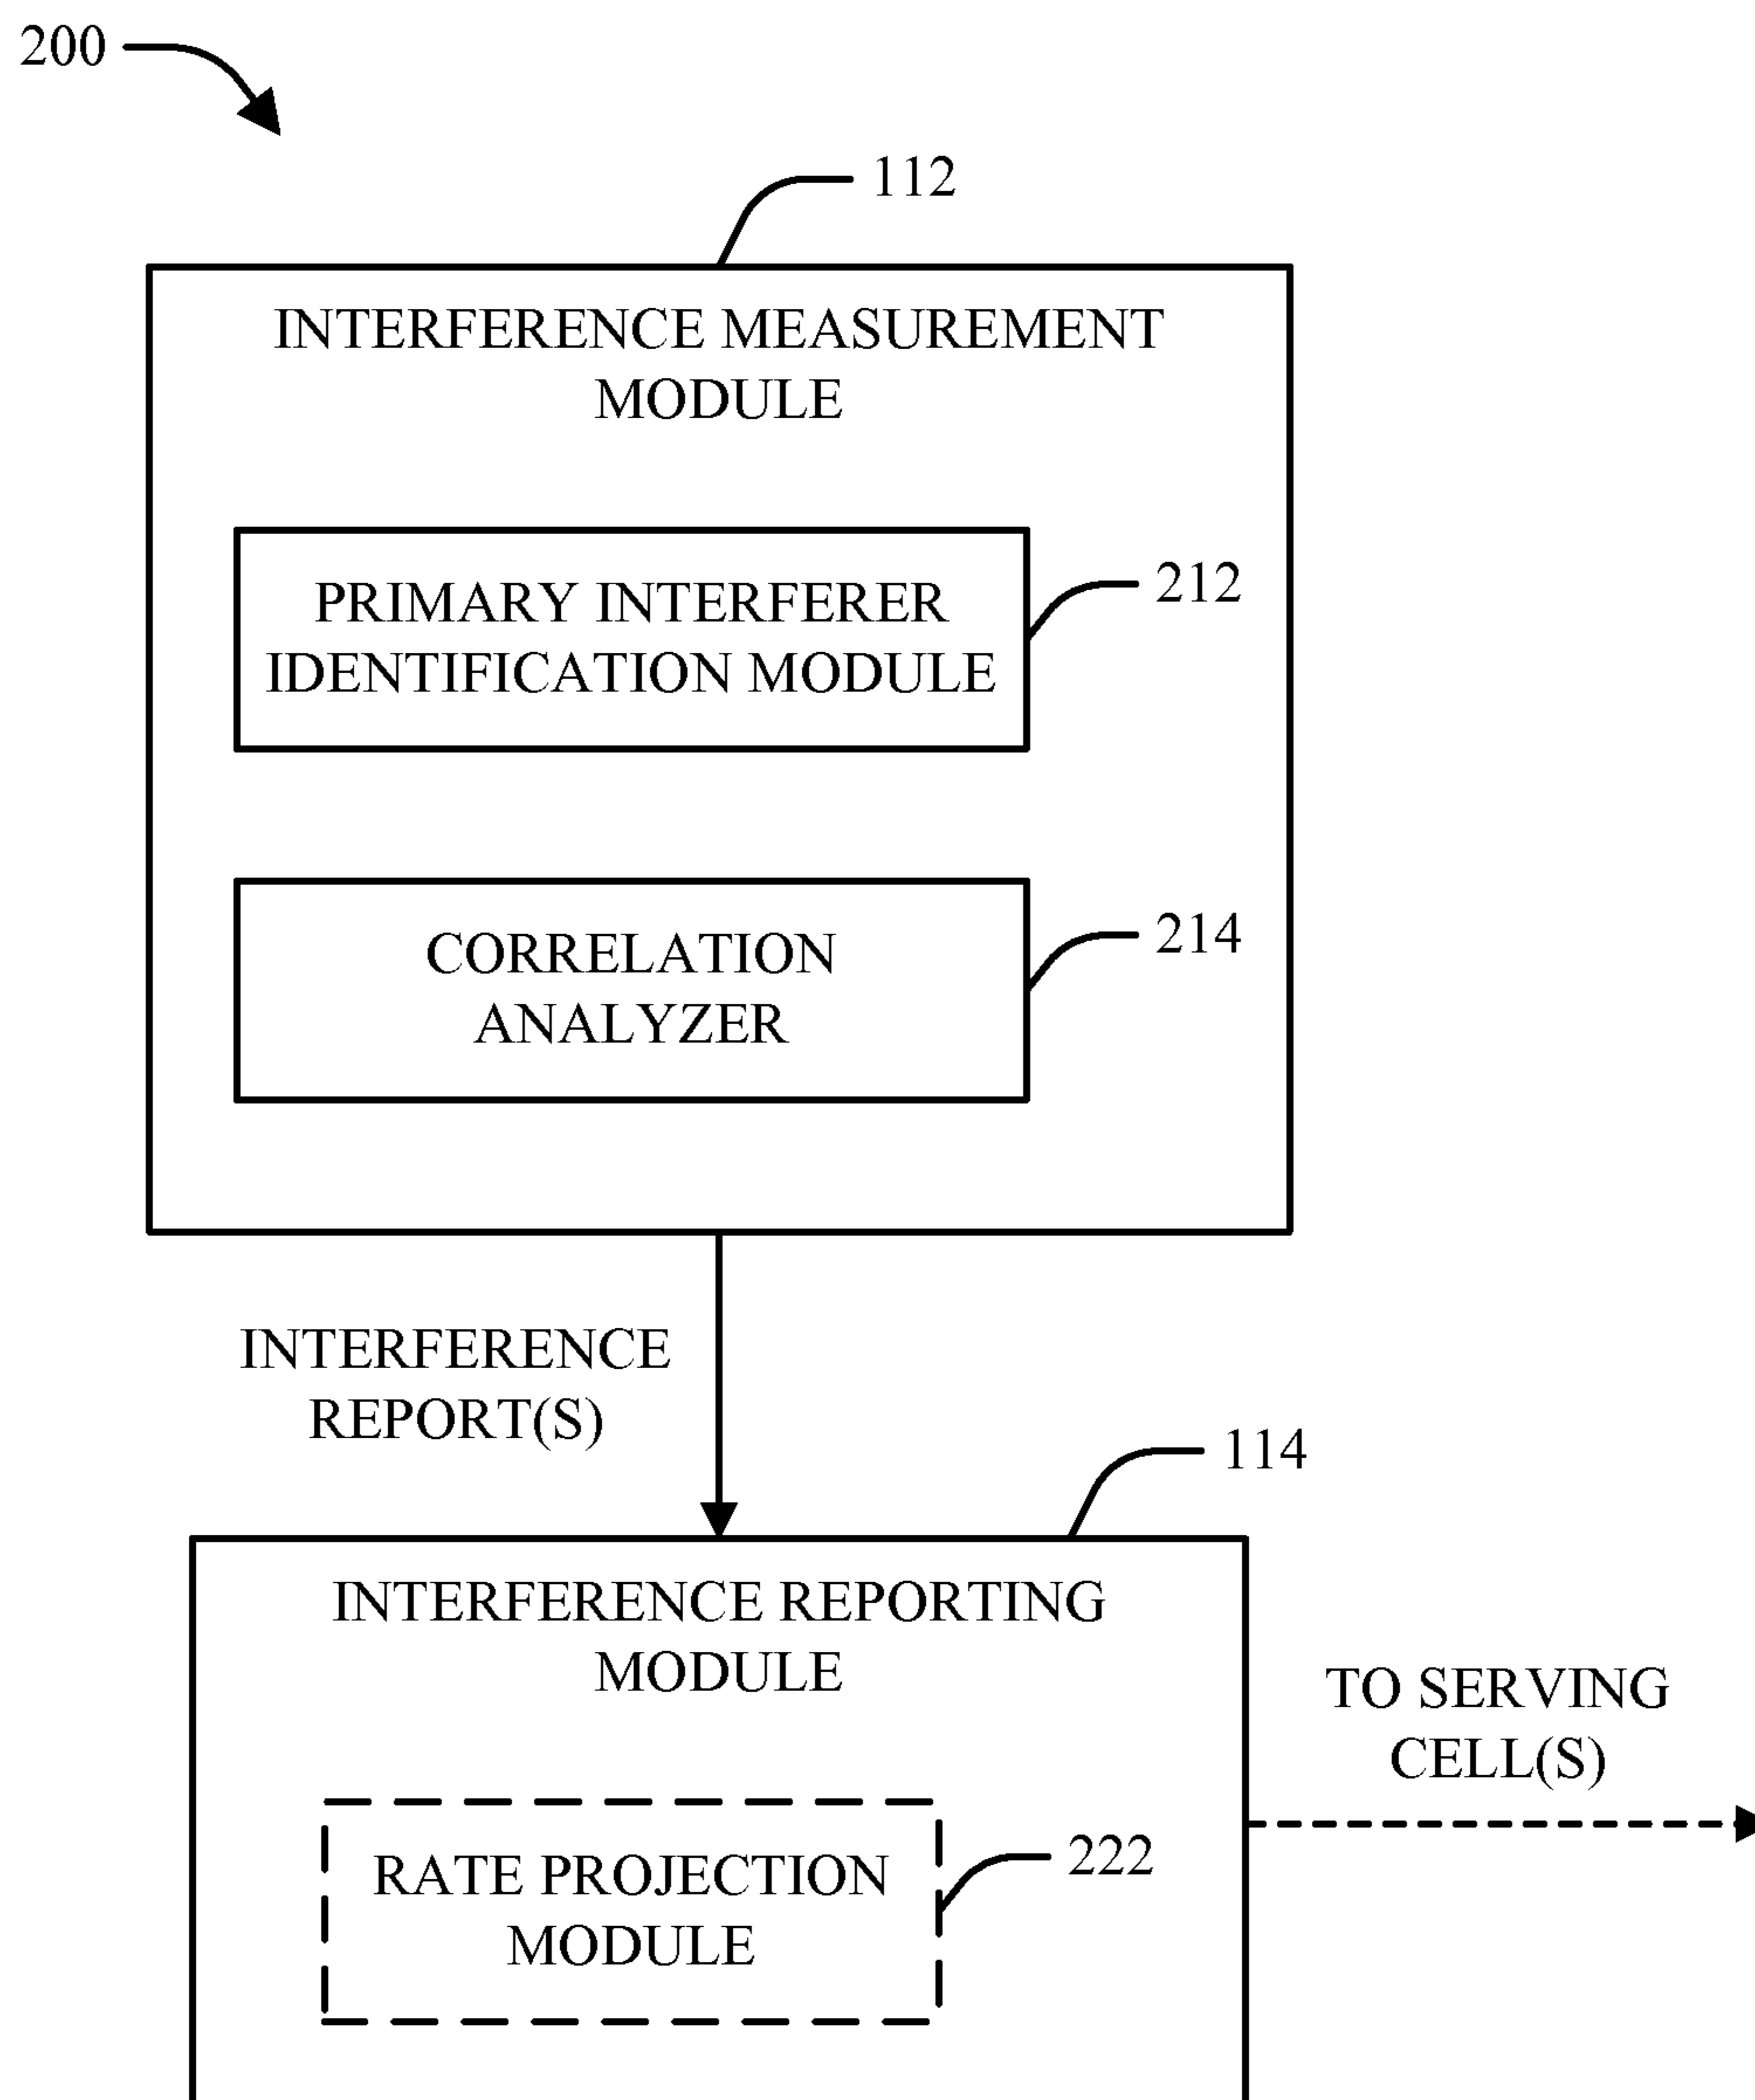 200
112
INTERFERENCE MEASUREMENT
MODULE
PRIMARY INTERFERER
IDENTIFICATION MODULE
212
CORRELATION
ANALYZER
214
INTERFERENCE
REPORT(S)
114
INTERFERENCE REPORTING
MODULE
TO SERVING
CELL(S)
RATE PROJECTION
MODULE
222